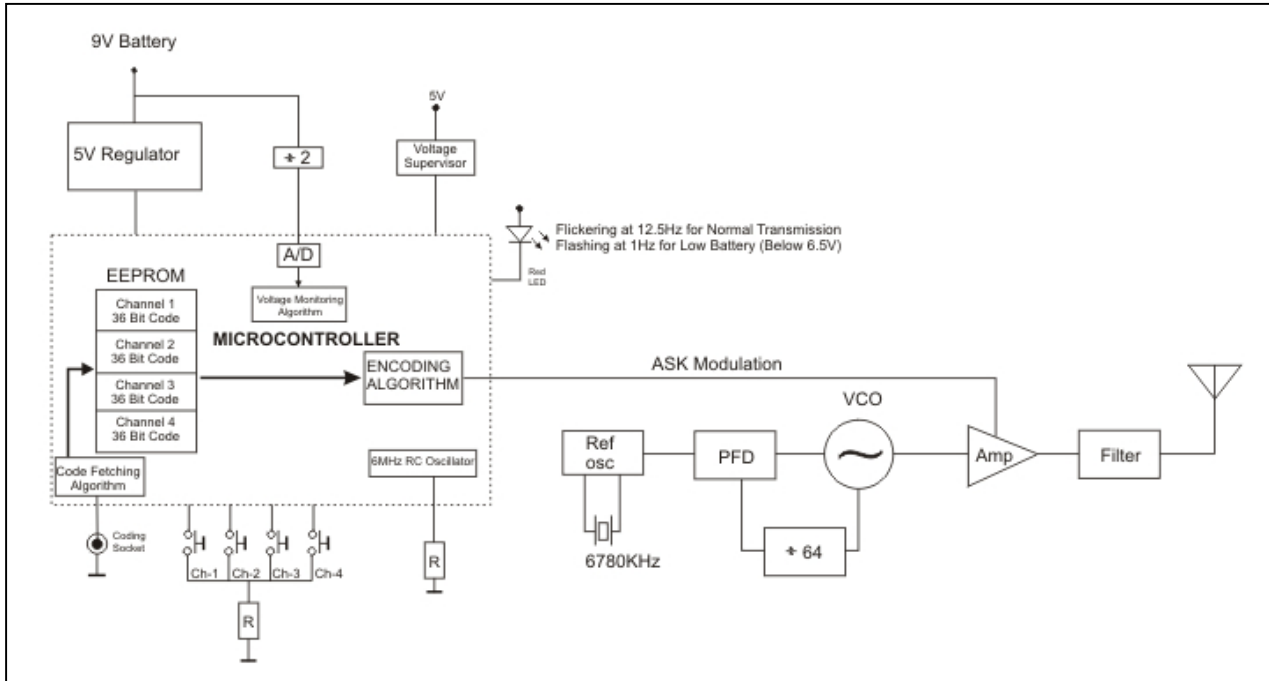 9V Battery
5V Regulator
÷ 2
5V
Voltage
Supervisor
Flickering at 12.5Hz for Normal Transmission
Flashing at 1Hz for Low Battery (Below 6.5V)
Red
LED
A/D
Voltage Monitoring
Algorithm
EEPROM
Channel 1
36 Bit Code
Channel 2
36 Bit Code
Channel 3
36 Bit Code
Channel 4
36 Bit Code
MICROCONTROLLER
ENCODING
ALGORITHM
Code Fetching
Algorithm
6MHz RC Oscillator
Coding
Socket
Ch-1
Ch-2
Ch-3
Ch-4
R
R
ASK Modulation
VCO
Ref
osc
PFD
Amp
Filter
6780KHz
÷ 64